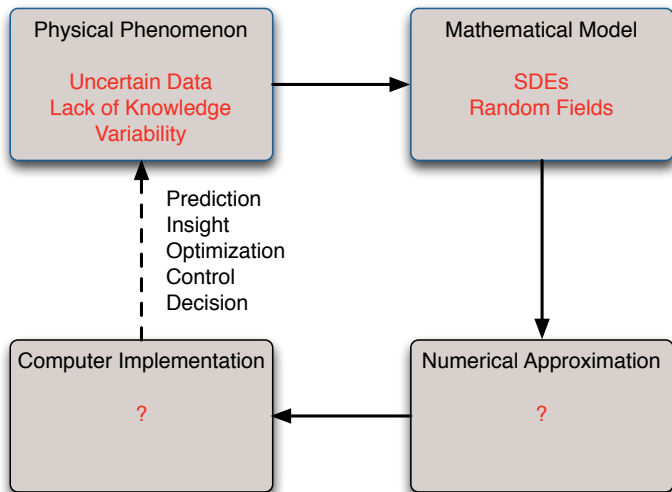 Physical Phenomenon
Uncertain Data
Lack of Knowledge
Variability
Mathematical Model
SDEs
Random Fields
Prediction
Insight
Optimization
Control
Decision
Computer Implementation
?
Numerical Approximation
?